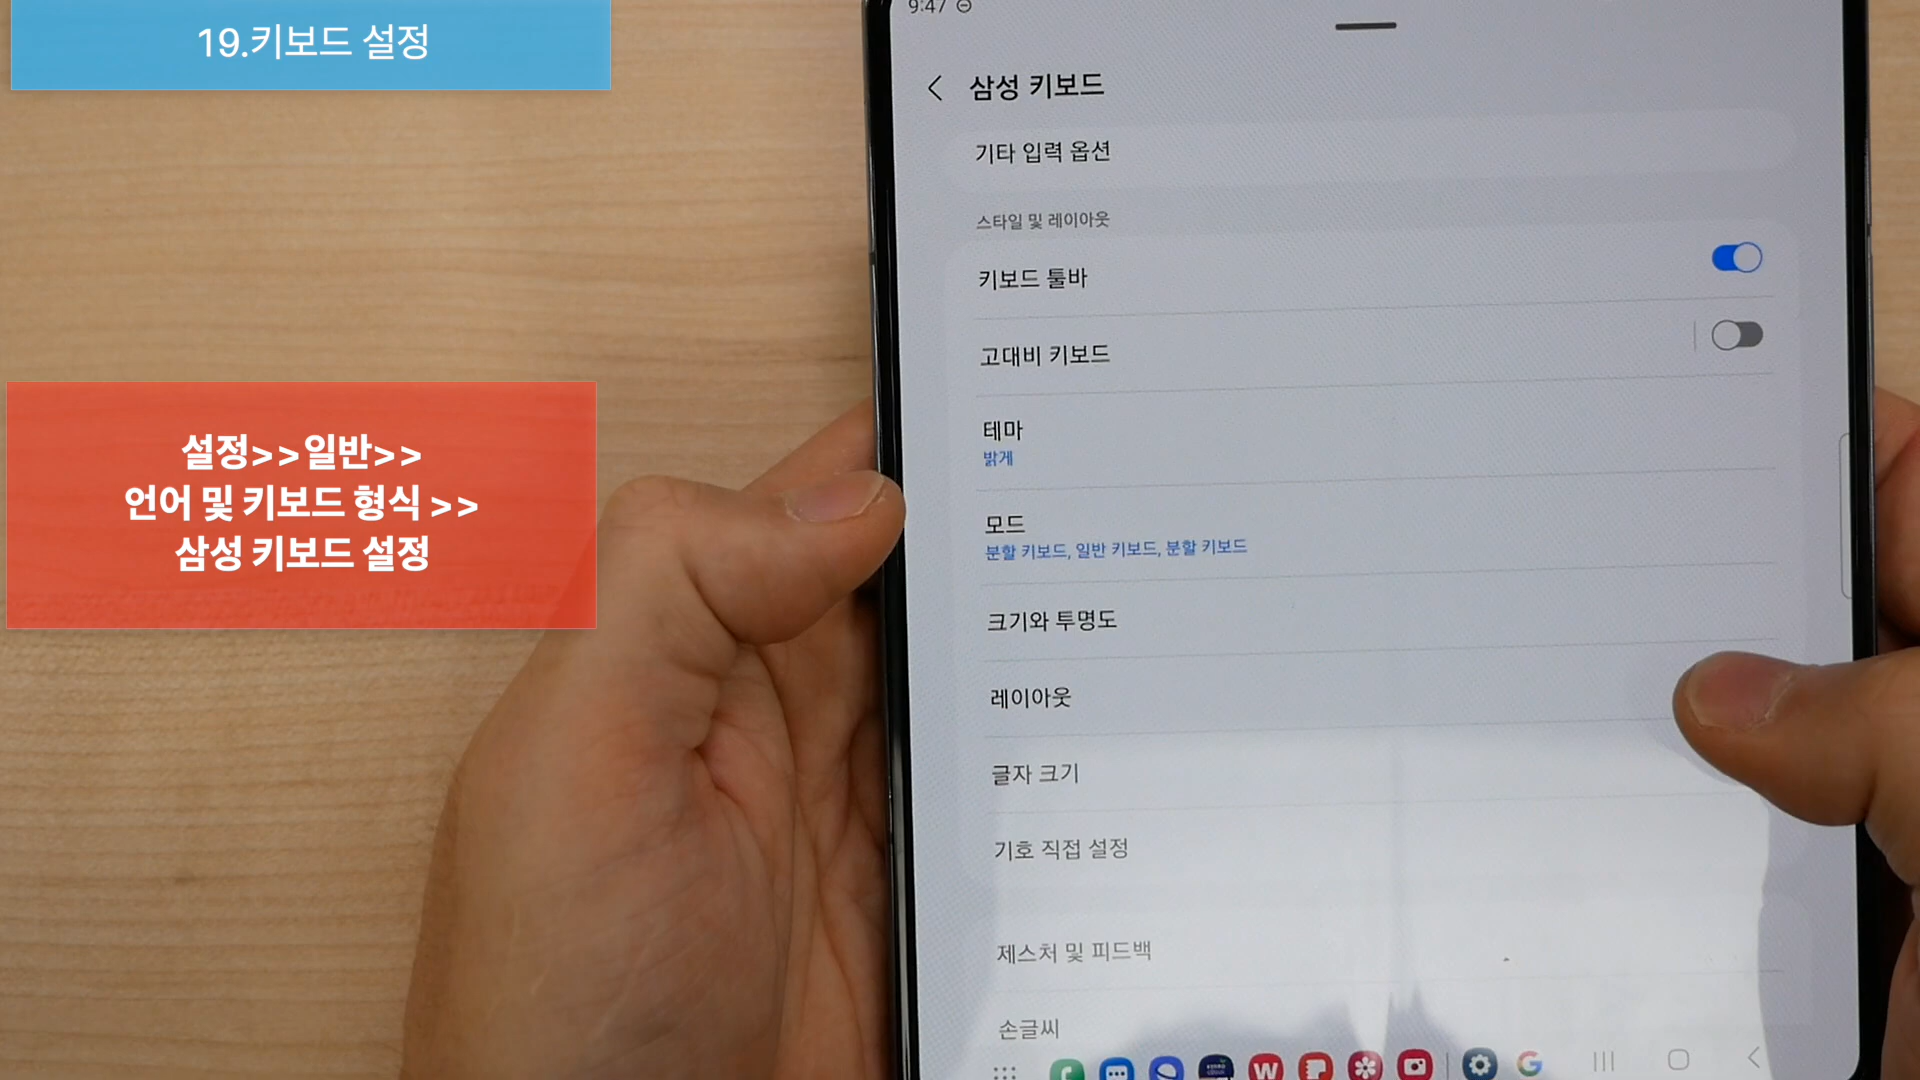 19.키보드 설정
설정>>일반>>
언어 및 키보드 형식 >>
삼성 키보드 설정
9:47
삼성 키보드
기타 입력 옵션
스타일 및 레이아웃
키보드 툴바
고대비 키보드
테마
밝게
모드
분할 키보드, 일반 키보드, 분할 키보드
크기와 투명도
레이아웃
글자 크기
기호 직접 설정
제스처 및 피드백
손글씨